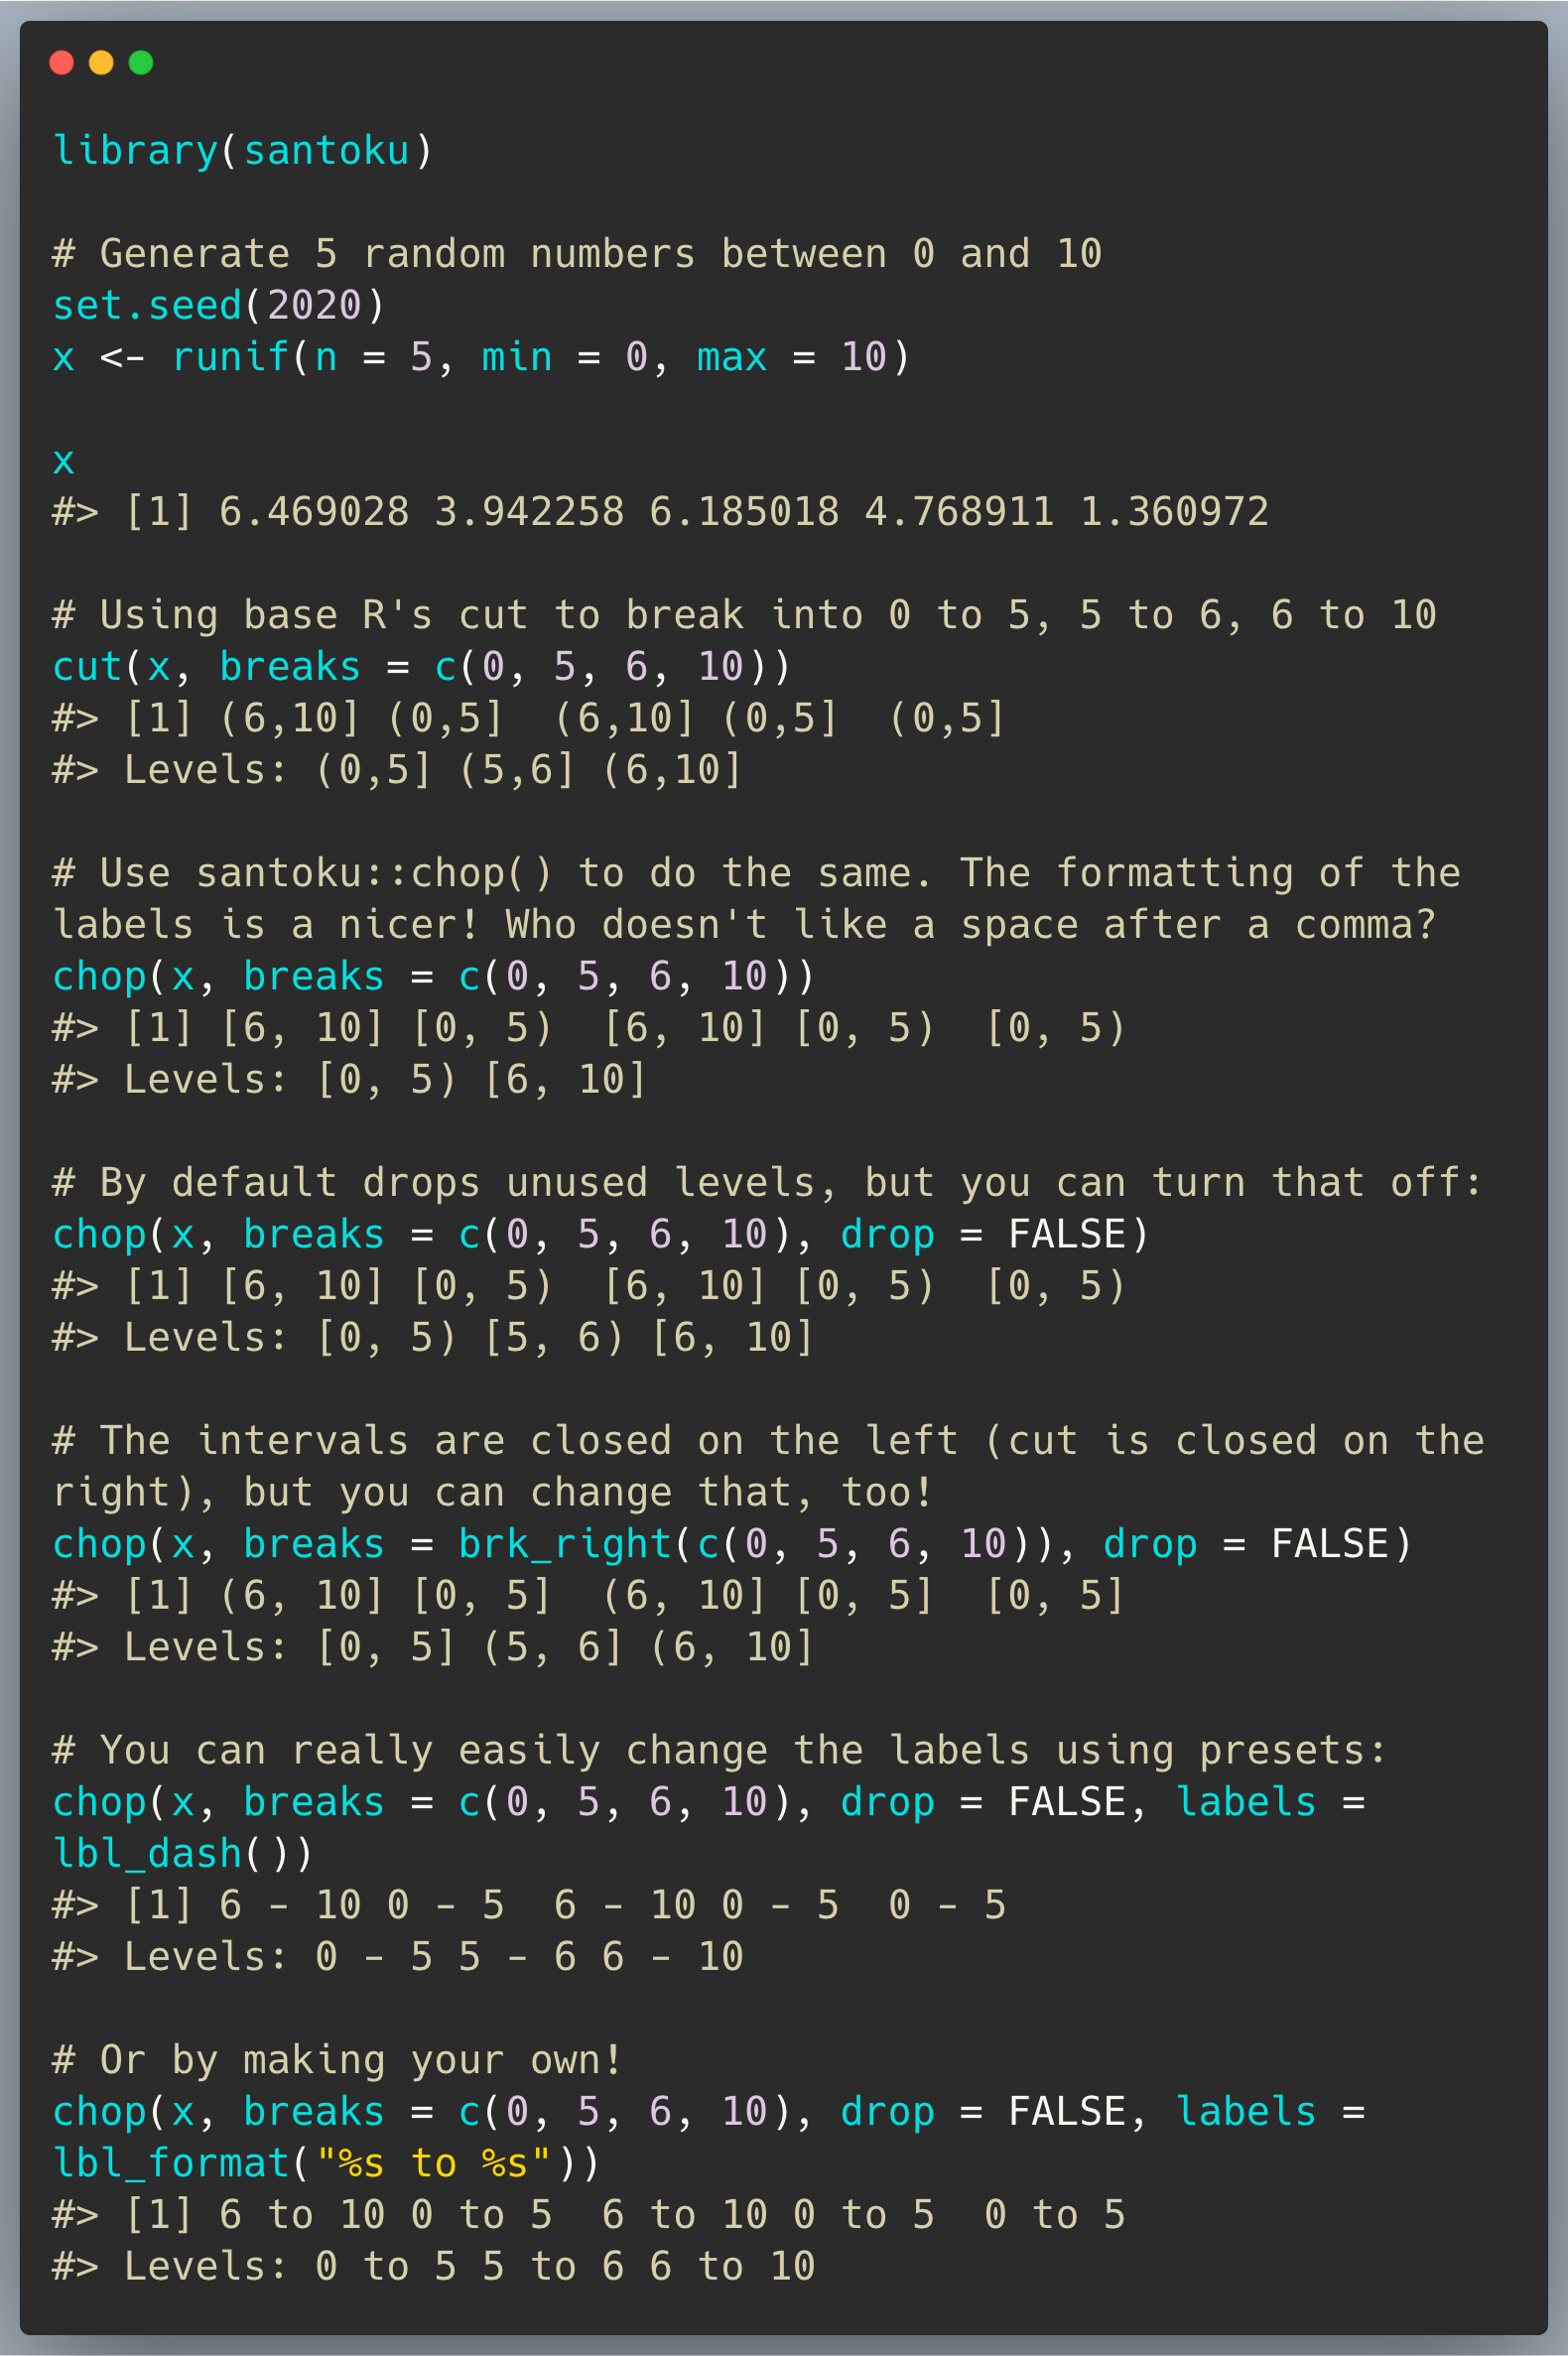 library(santoku)
# Generate 5 random numbers between 0 and 10
set.seed(2020)
x <- runif(n = 5, min = 0, max = 10)
x
#> [1] 6.469028 3.942258 6.185018 4.768911 1.360972
# Using base R's cut to break into 0 to 5, 5 to 6, 6 to 10
cut(x, breaks = c(0, 5, 6, 10))
#> [1] (6,10] (0,5]  (6,10] (0,5]  (0,5]
#> Levels: (0,5] (5,6] (6,10]
# Use santoku::chop() to do the same. The formatting of the
labels is a nicer! Who doesn't like a space after a comma?
chop(x, breaks = c(0, 5, 6, 10))
#> [1] [6, 10] [0, 5)  [6, 10] [0, 5)  [0, 5)
#> Levels: [0, 5) [6, 10]
# By default drops unused levels, but you can turn that off:
chop(x, breaks = c(0, 5, 6, 10), drop = FALSE)
#> [1] [6, 10] [0, 5)  [6, 10] [0, 5)  [0, 5)
#> Levels: [0, 5) [5, 6) [6, 10]
# The intervals are closed on the left (cut is closed on the
right), but you can change that, too!
chop(x, breaks = brk_right(c(0, 5, 6, 10)), drop = FALSE)
#> [1] (6, 10] [0, 5]  (6, 10] [0, 5]  [0, 5]
#> Levels: [0, 5] (5, 6] (6, 10]
# You can really easily change the labels using presets:
chop(x, breaks = c(0, 5, 6, 10), drop = FALSE, labels =
lbl_dash())
#> [1] 6 - 10 0 - 5  6 - 10 0 - 5  0 - 5
#> Levels: 0 - 5 5 - 6 6 - 10
# Or by making your own!
chop(x, breaks = c(0, 5, 6, 10), drop = FALSE, labels =
lbl_format("%s to %s"))
#> [1] 6 to 10 0 to 5  6 to 10 0 to 5  0 to 5
#> Levels: 0 to 5 5 to 6 6 to 10